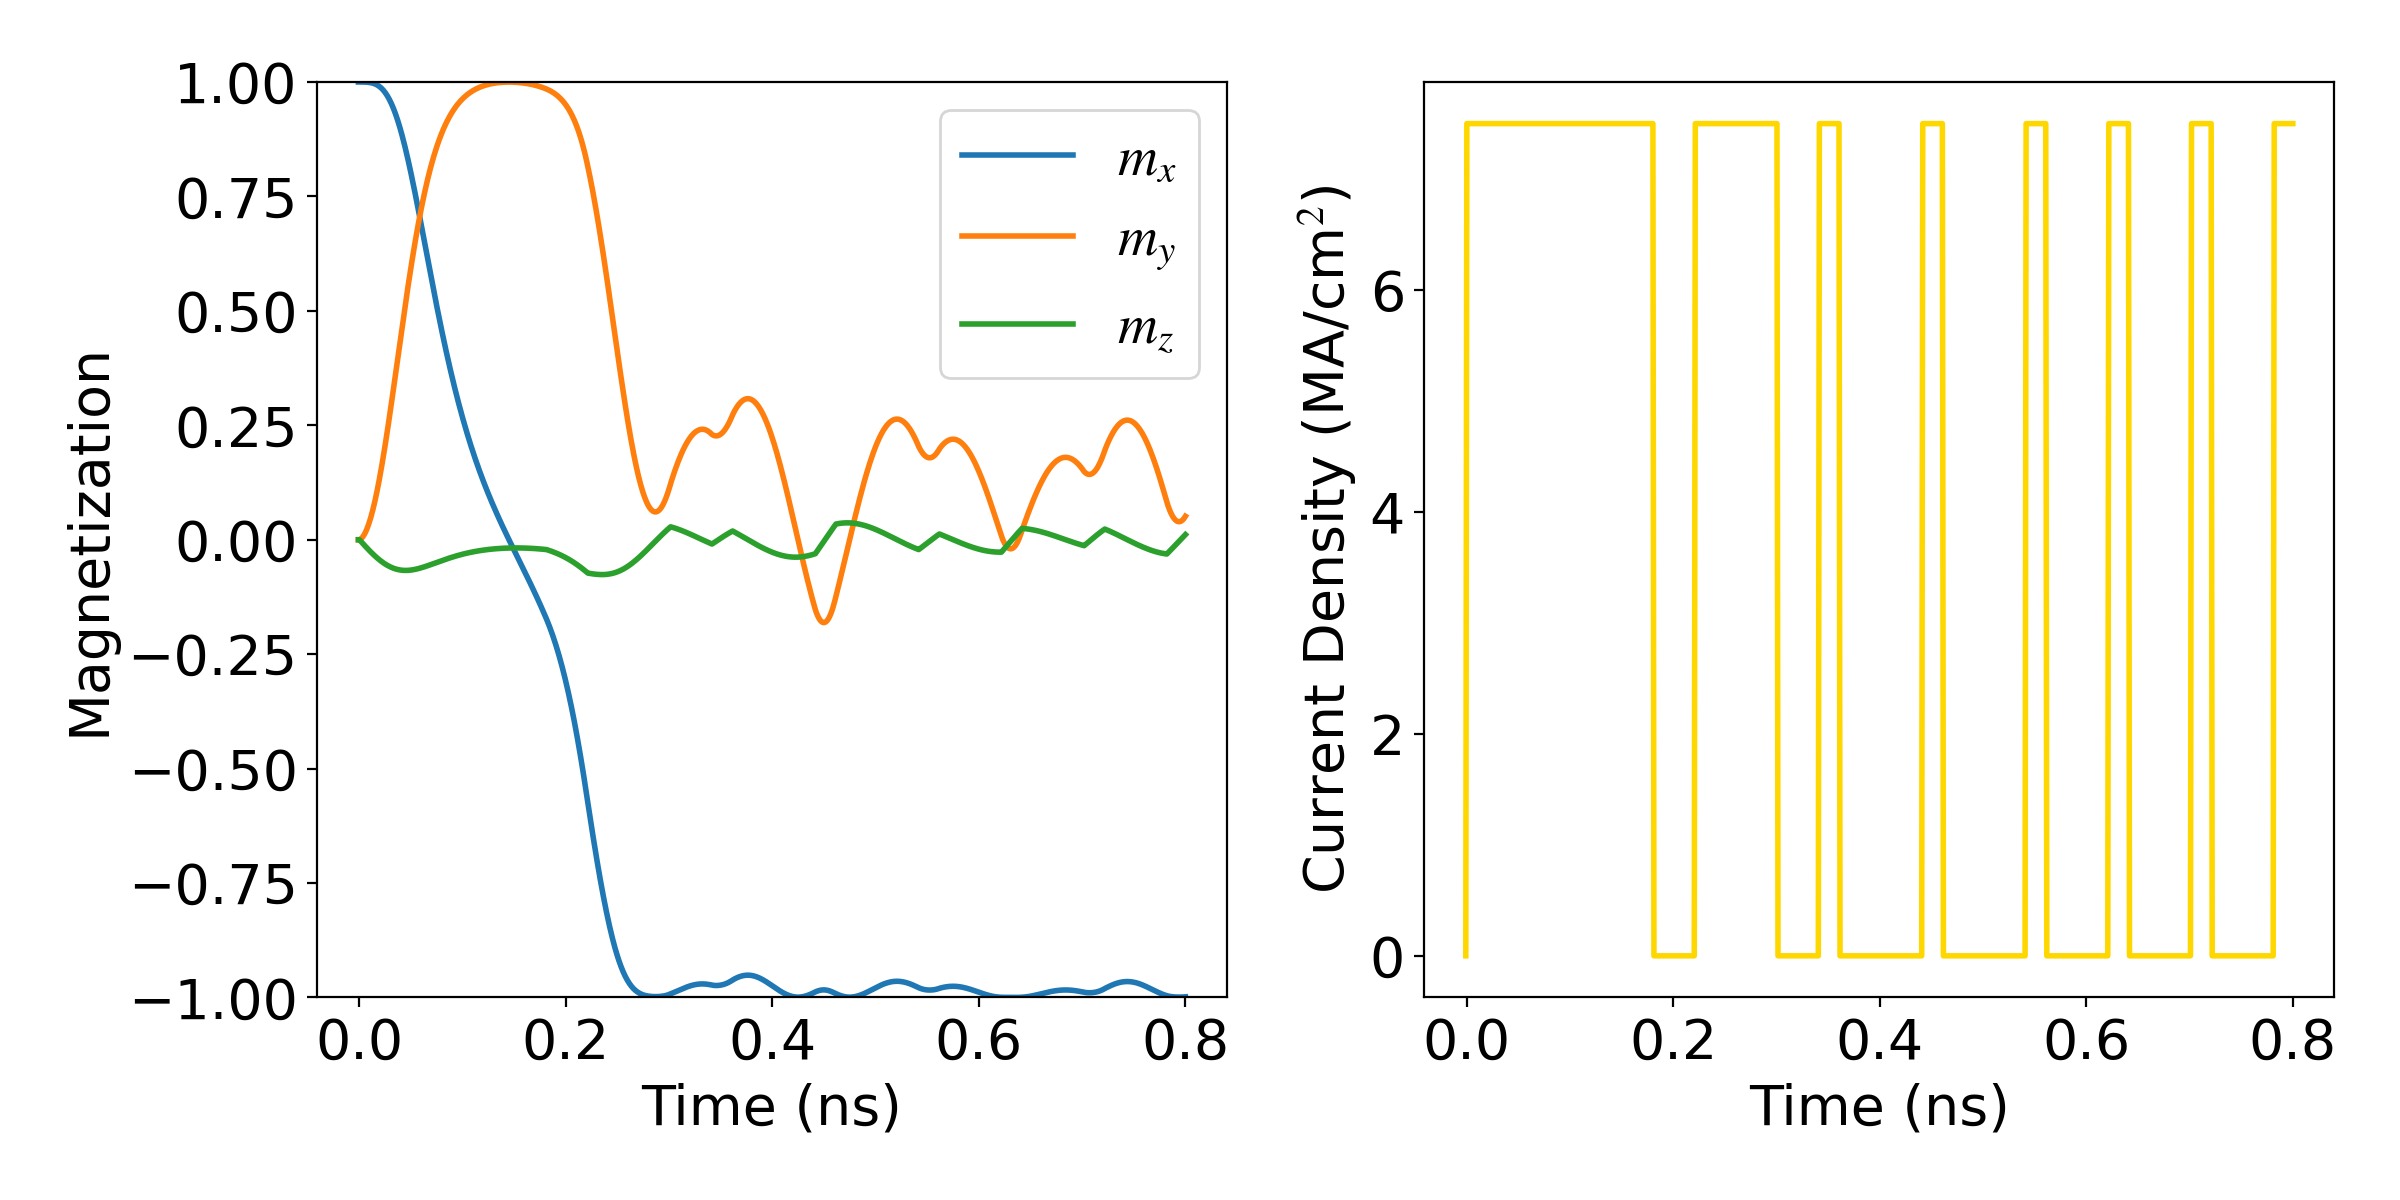 1.00
0.75
0.50
0.25
0.00
−0.25
−0.50
−0.75
−1.00
Magnetization
0.0 0.2 0.4 0.6 0.8
Time (ns)
m_x
m_y
m_z
6
4
2
0
Current Density (MA/cm²)
0.0 0.2 0.4 0.6 0.8
Time (ns)